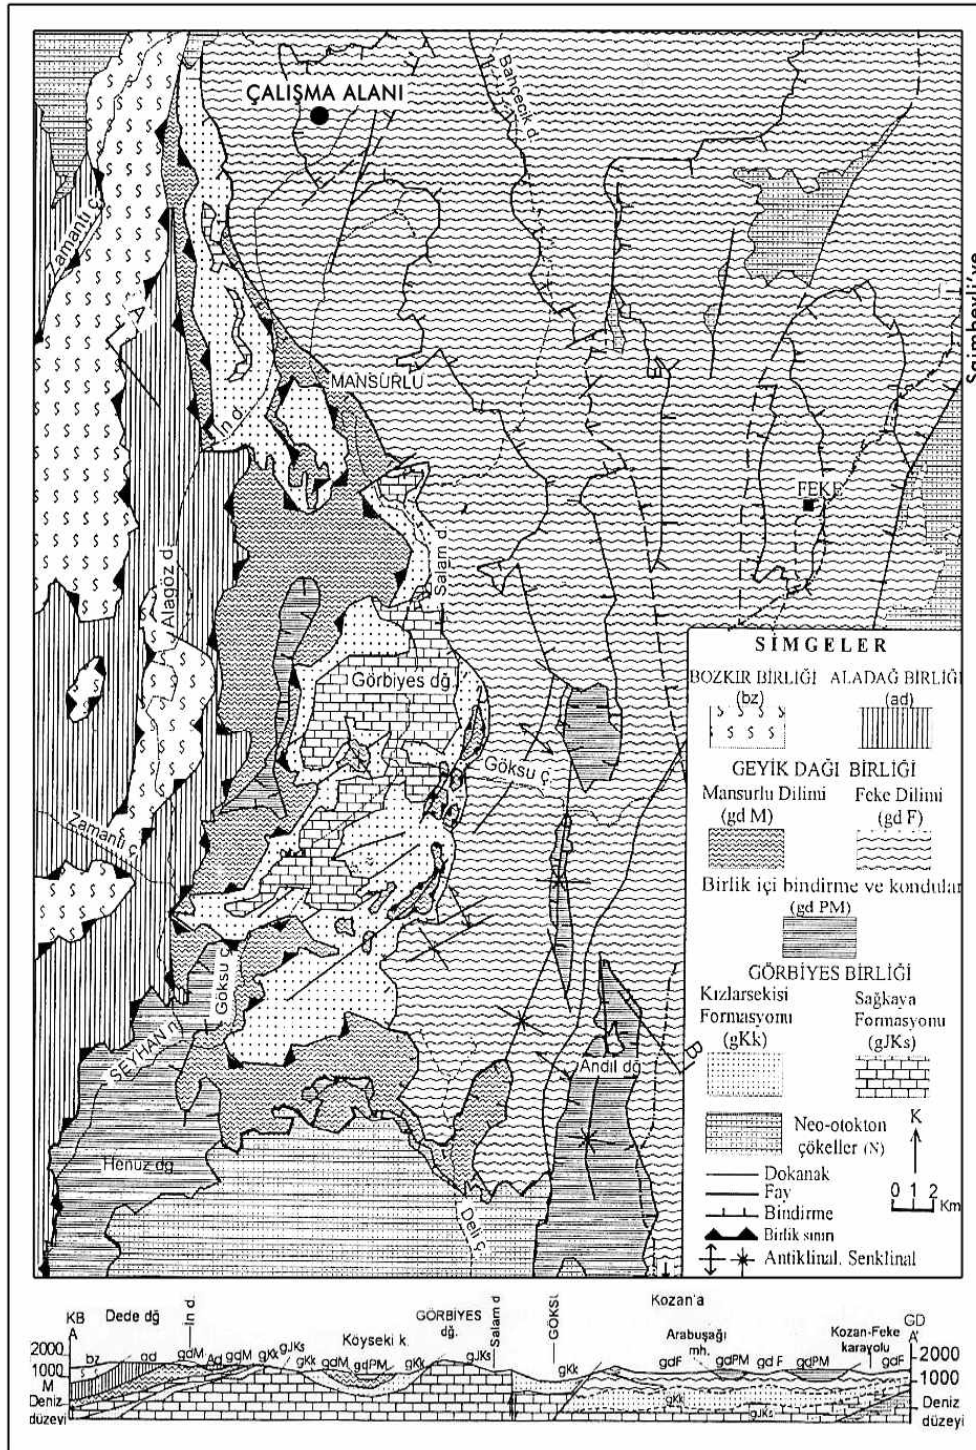 ÇALIŞMA ALANI
Bahçecik d.
Zamantı ç.
A
Saimbeyli'ye
MANSURLU
İn d.
FEKE
Salam d.
Alagöz d.
Görbiyes dğ.
Göksu ç.
Zamantı ç.
Göksu ç.
SEYHAN n.
Andıl dğ.
B
Henüz dğ.
Deli ç.
SİMGELER
BOZKIR BİRLİĞİ ALADAĞ BİRLİĞİ
(bz) (ad)
GEYİK DAĞI BİRLİĞİ
Mansurlu Dilimi Feke Dilimi
(gd M) (gd F)
Birlik içi bindirme ve kondular
(gd PM)
GÖRBİYES BİRLİĞİ
Kızlarsekisi Sağkaya
Formasyonu Formasyonu
(gKk) (gJKs)
Neo-otokton
çökeller (N)
K
Dokanak
Fay
Bindirme
Birlik sınırı
Antiklinal, Senklinal
0 1 2
Km
KB GD
A A'
Dede dğ İn d. GÖRBİYES dğ. Salam d GÖKSU Kozan'a
Köyseki k. Arabuşağı mh. Kozan-Feke karayolu
2000 2000
1000 1000
M
Deniz düzeyi Deniz düzeyi
bz ad gdM Ad gdM gKk gJKs gKk gdM gdPM gKk gJKs gKk gdF gdPM gd F gdPM gdF
gKk
gJKs